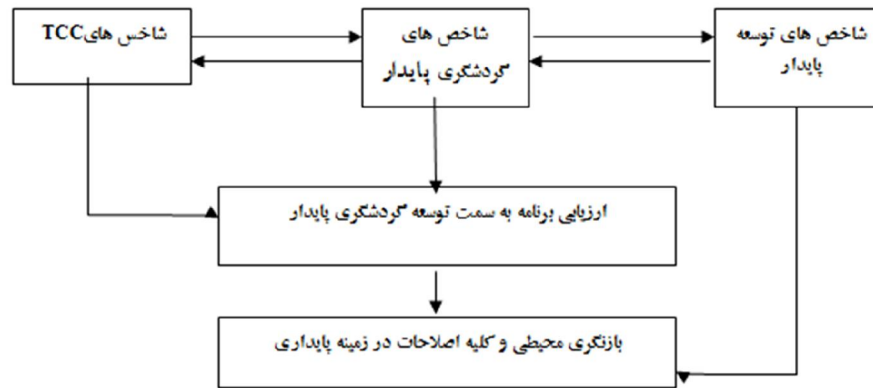 شاخص های توسعه
پایدار
شاخص های
گردشگری پایدار
شاخس هایTCC
ارزیابی برنامه به سمت توسعه گردشگری پایدار
بازنگری محیطی و کلیه اصلاحات در زمینه پایداری